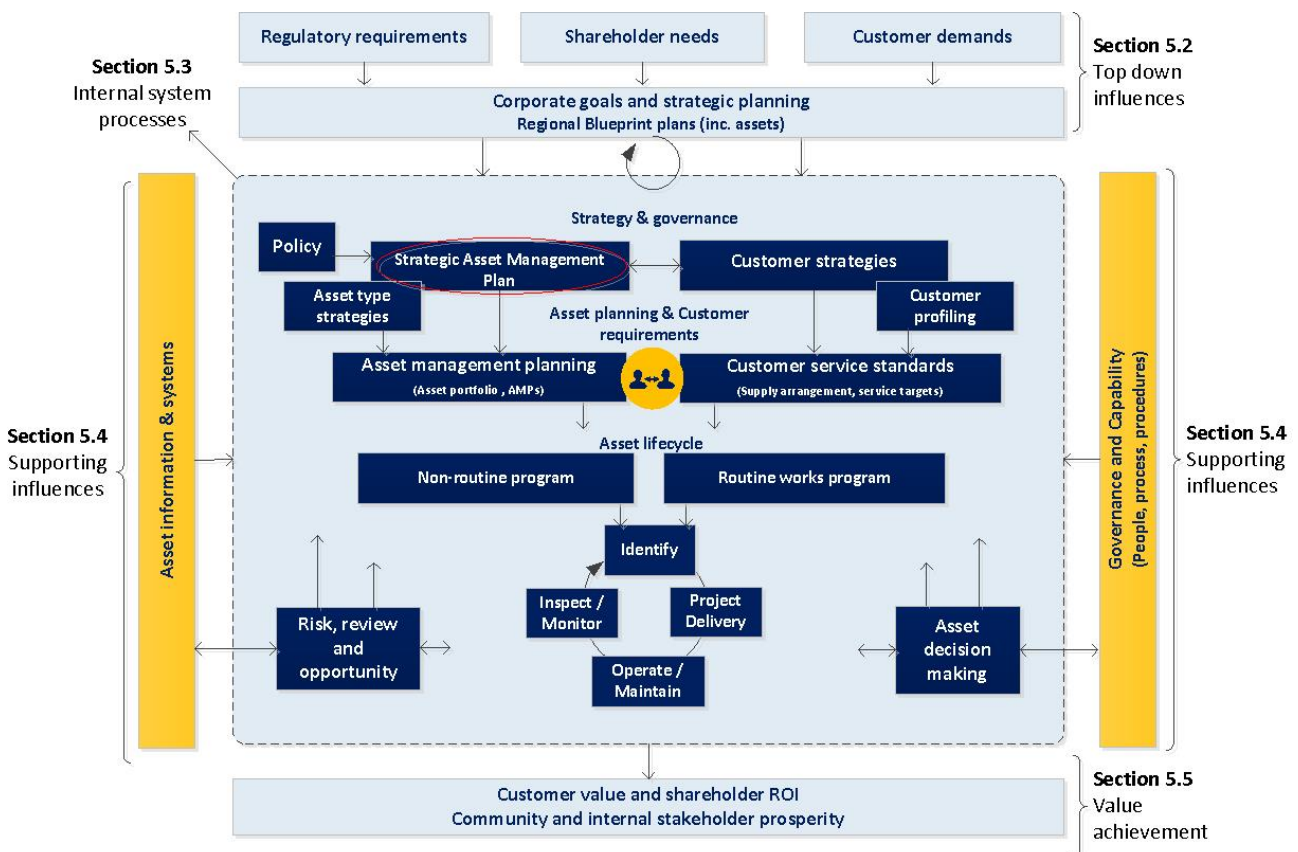 Regulatory requirements
Shareholder needs
Customer demands
Section 5.2
Top down
influences
Section 5.3
Internal system
processes
Corporate goals and strategic planning
Regional Blueprint plans (inc. assets)
Strategy & governance
Policy
Strategic Asset Management
Plan
Customer strategies
Asset type
strategies
Customer
profiling
Asset planning & Customer
requirements
Asset management planning
(Asset portfolio , AMPs)
Customer service standards
(Supply arrangement, service targets)
Section 5.4
Supporting
influences
Asset information & systems
Governance and Capability
(People, process, procedures)
Section 5.4
Supporting
influences
Asset lifecycle
Non-routine program
Routine works program
Identify
Inspect /
Monitor
Project
Delivery
Operate /
Maintain
Risk, review
and
opportunity
Asset
decision
making
Customer value and shareholder ROI
Community and internal stakeholder prosperity
Section 5.5
Value
achievement